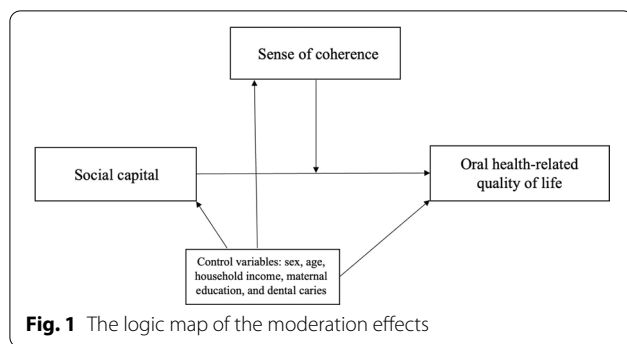 Sense of coherence
Social capital
Oral health-related
quality of life
Control variables: sex, age,
household income, maternal
education, and dental caries
Fig. 1 The logic map of the moderation effects